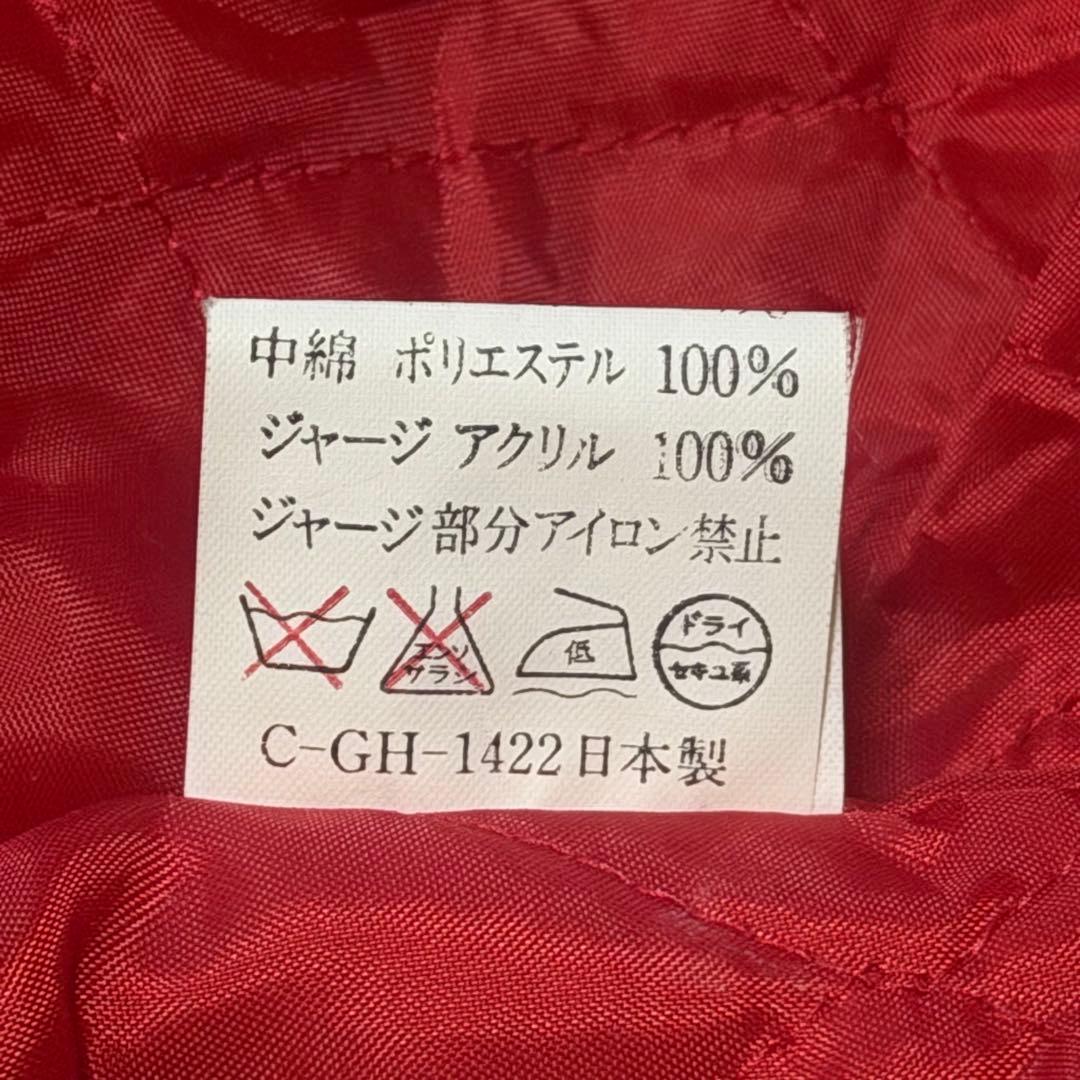 中綿 ポリエステル 100%
ジャージ アクリル 100%
ジャージ部分アイロン禁止
エンソ
サラシ
低
ドライ
セキユ系
C-GH-1422日本製